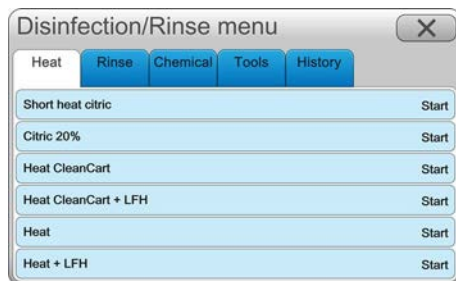 Disinfection/Rinse menu
Heat Rinse Chemical Tools History
Short heat citric Start
Citric 20% Start
Heat CleanCart Start
Heat CleanCart + LFH Start
Heat Start
Heat + LFH Start